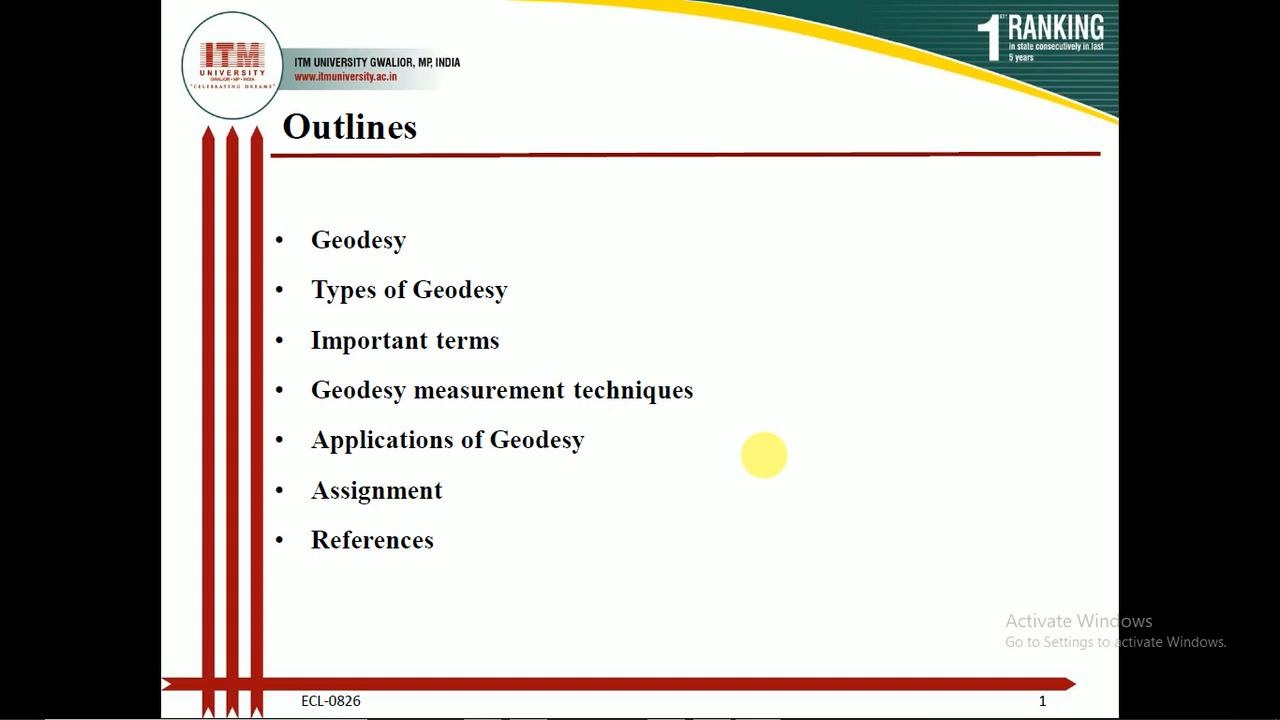 ITM
UNIVERSITY
GWALIOR • MP • INDIA
"CELEBRATING DREAMS"
ITM UNIVERSITY GWALIOR, MP, INDIA
www.itmuniversity.ac.in
1ST RANKING
in state consecutively in last
5 years
Outlines
• Geodesy
• Types of Geodesy
• Important terms
• Geodesy measurement techniques
• Applications of Geodesy
• Assignment
• References
Activate Windows
Go to Settings to activate Windows.
ECL-0826
1